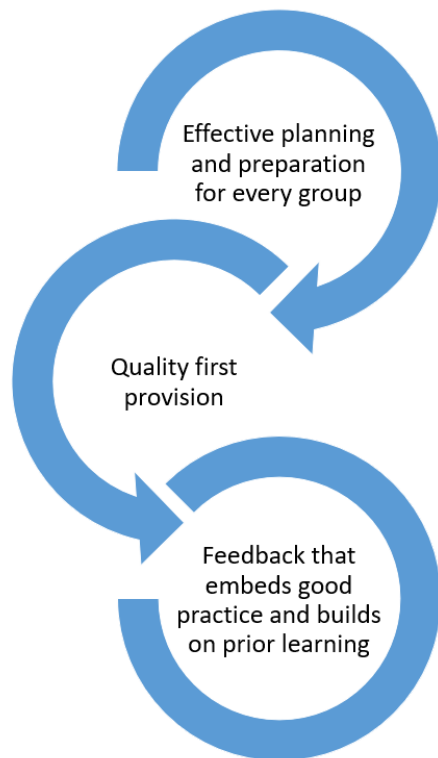 Effective planning
and preparation
for every group
Quality first
provision
Feedback that
embeds good
practice and builds
on prior learning